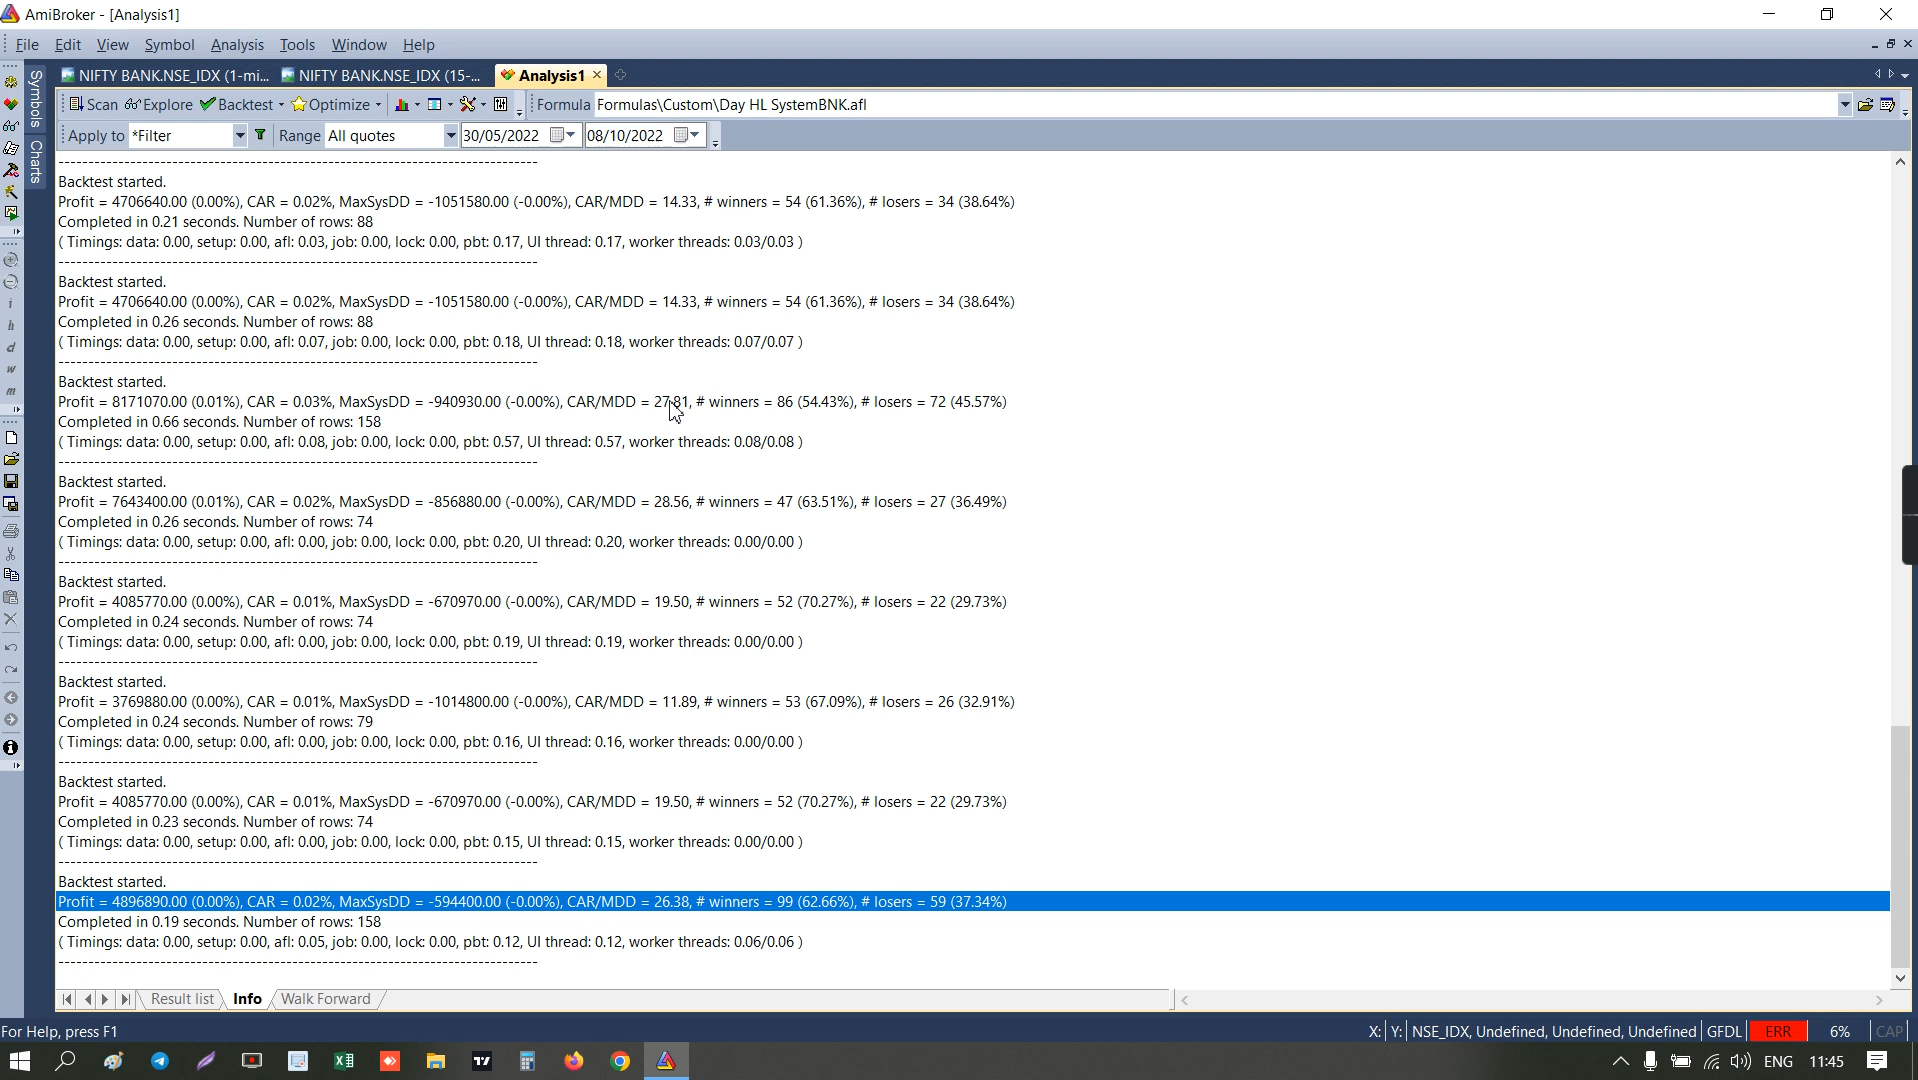 AmiBroker - [Analysis1]
File Edit View Symbol Analysis Tools Window Help
NIFTY BANK.NSE_IDX (1-mi... NIFTY BANK.NSE_IDX (15-... Analysis1
Scan Explore Backtest Optimize Formula Formulas\Custom\Day HL SystemBNK.afl
Apply to *Filter Range All quotes 30/05/2022 08/10/2022
Symbols
Charts
i
h
d
w
m
--------------------------------------------------------------------------------
Backtest started.
Profit = 4706640.00 (0.00%), CAR = 0.02%, MaxSysDD = -1051580.00 (-0.00%), CAR/MDD = 14.33, # winners = 54 (61.36%), # losers = 34 (38.64%)
Completed in 0.21 seconds. Number of rows: 88
( Timings: data: 0.00, setup: 0.00, afl: 0.03, job: 0.00, lock: 0.00, pbt: 0.17, UI thread: 0.17, worker threads: 0.03/0.03 )
--------------------------------------------------------------------------------
Backtest started.
Profit = 4706640.00 (0.00%), CAR = 0.02%, MaxSysDD = -1051580.00 (-0.00%), CAR/MDD = 14.33, # winners = 54 (61.36%), # losers = 34 (38.64%)
Completed in 0.26 seconds. Number of rows: 88
( Timings: data: 0.00, setup: 0.00, afl: 0.07, job: 0.00, lock: 0.00, pbt: 0.18, UI thread: 0.18, worker threads: 0.07/0.07 )
--------------------------------------------------------------------------------
Backtest started.
Profit = 8171070.00 (0.01%), CAR = 0.03%, MaxSysDD = -940930.00 (-0.00%), CAR/MDD = 27.81, # winners = 86 (54.43%), # losers = 72 (45.57%)
Completed in 0.66 seconds. Number of rows: 158
( Timings: data: 0.00, setup: 0.00, afl: 0.08, job: 0.00, lock: 0.00, pbt: 0.57, UI thread: 0.57, worker threads: 0.08/0.08 )
--------------------------------------------------------------------------------
Backtest started.
Profit = 7643400.00 (0.01%), CAR = 0.02%, MaxSysDD = -856880.00 (-0.00%), CAR/MDD = 28.56, # winners = 47 (63.51%), # losers = 27 (36.49%)
Completed in 0.26 seconds. Number of rows: 74
( Timings: data: 0.00, setup: 0.00, afl: 0.00, job: 0.00, lock: 0.00, pbt: 0.20, UI thread: 0.20, worker threads: 0.00/0.00 )
--------------------------------------------------------------------------------
Backtest started.
Profit = 4085770.00 (0.00%), CAR = 0.01%, MaxSysDD = -670970.00 (-0.00%), CAR/MDD = 19.50, # winners = 52 (70.27%), # losers = 22 (29.73%)
Completed in 0.24 seconds. Number of rows: 74
( Timings: data: 0.00, setup: 0.00, afl: 0.00, job: 0.00, lock: 0.00, pbt: 0.19, UI thread: 0.19, worker threads: 0.00/0.00 )
--------------------------------------------------------------------------------
Backtest started.
Profit = 3769880.00 (0.00%), CAR = 0.01%, MaxSysDD = -1014800.00 (-0.00%), CAR/MDD = 11.89, # winners = 53 (67.09%), # losers = 26 (32.91%)
Completed in 0.24 seconds. Number of rows: 79
( Timings: data: 0.00, setup: 0.00, afl: 0.00, job: 0.00, lock: 0.00, pbt: 0.16, UI thread: 0.16, worker threads: 0.00/0.00 )
--------------------------------------------------------------------------------
Backtest started.
Profit = 4085770.00 (0.00%), CAR = 0.01%, MaxSysDD = -670970.00 (-0.00%), CAR/MDD = 19.50, # winners = 52 (70.27%), # losers = 22 (29.73%)
Completed in 0.23 seconds. Number of rows: 74
( Timings: data: 0.00, setup: 0.00, afl: 0.00, job: 0.00, lock: 0.00, pbt: 0.15, UI thread: 0.15, worker threads: 0.00/0.00 )
--------------------------------------------------------------------------------
Backtest started.
Profit = 4896890.00 (0.00%), CAR = 0.02%, MaxSysDD = -594400.00 (-0.00%), CAR/MDD = 26.38, # winners = 99 (62.66%), # losers = 59 (37.34%)
Completed in 0.19 seconds. Number of rows: 158
( Timings: data: 0.00, setup: 0.00, afl: 0.05, job: 0.00, lock: 0.00, pbt: 0.12, UI thread: 0.12, worker threads: 0.06/0.06 )
--------------------------------------------------------------------------------
Result list Info Walk Forward
For Help, press F1 X: Y: NSE_IDX, Undefined, Undefined, Undefined GFDL ERR 6% CAP
ENG 11:45